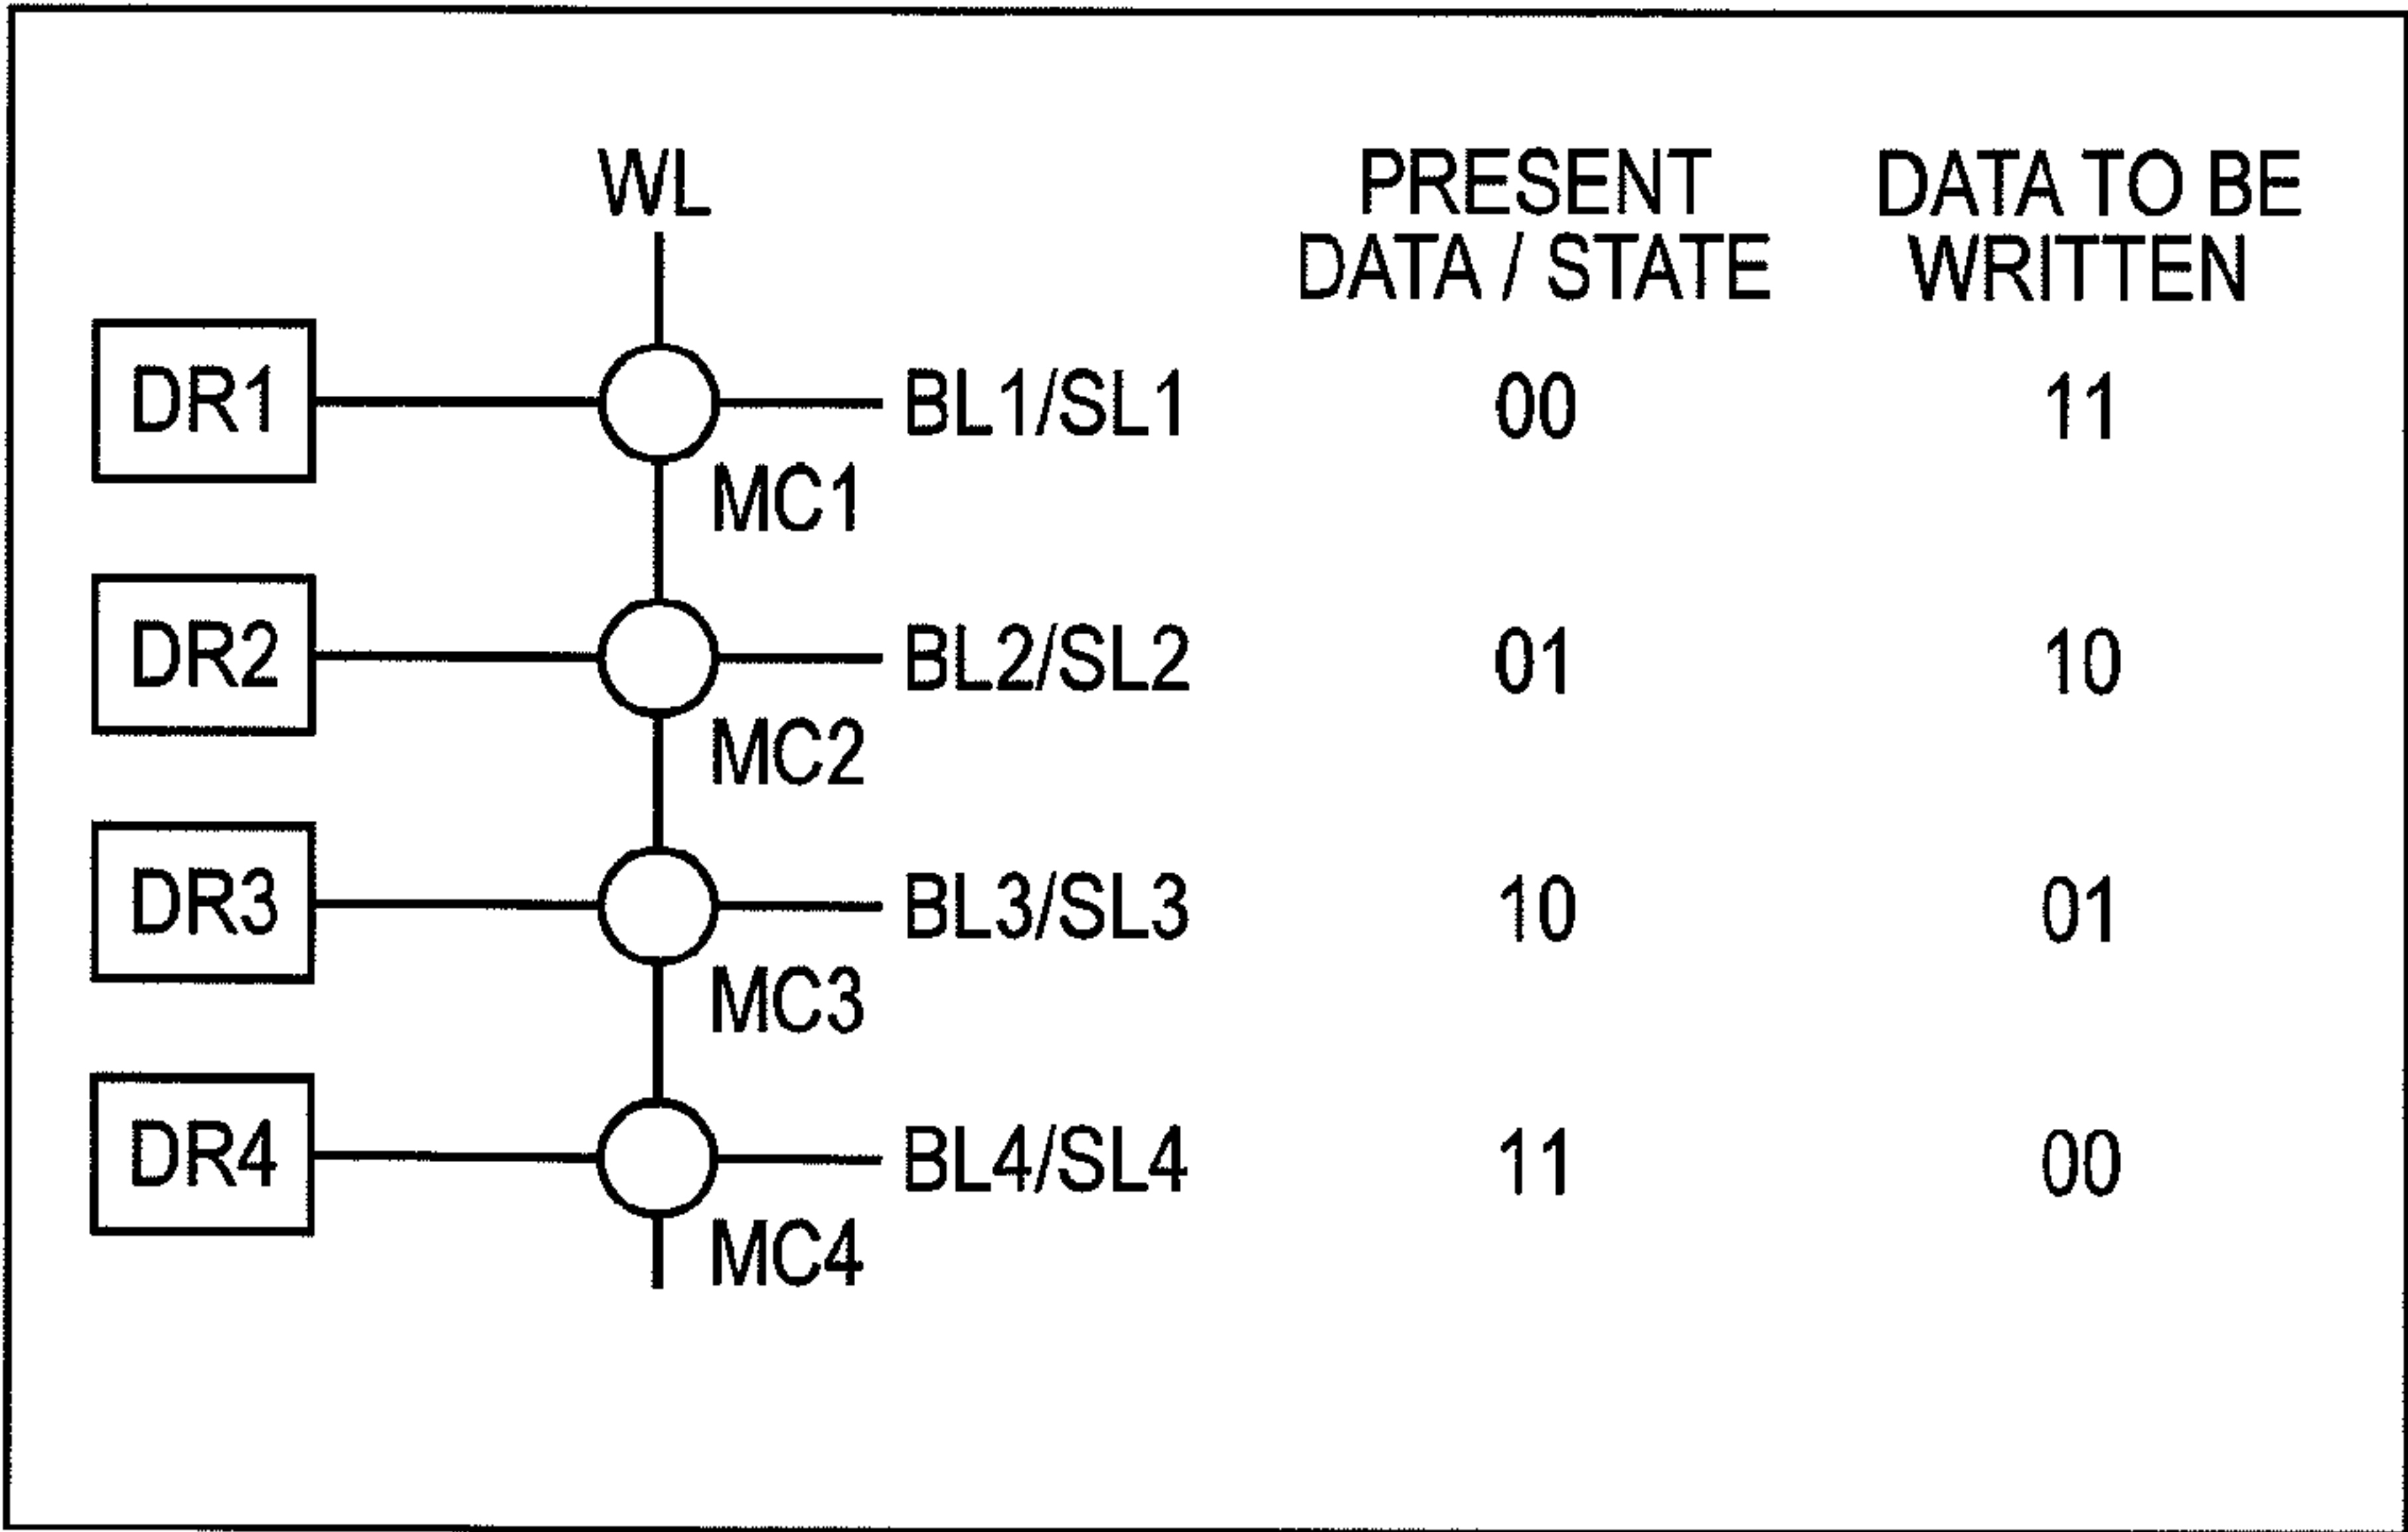 WL PRESENT DATA TO BE
DATA / STATE WRITTEN
DR1 BL1/SL1 00 11
MC1
DR2 BL2/SL2 01 10
MC2
DR3 BL3/SL3 10 01
MC3
DR4 BL4/SL4 11 00
MC4